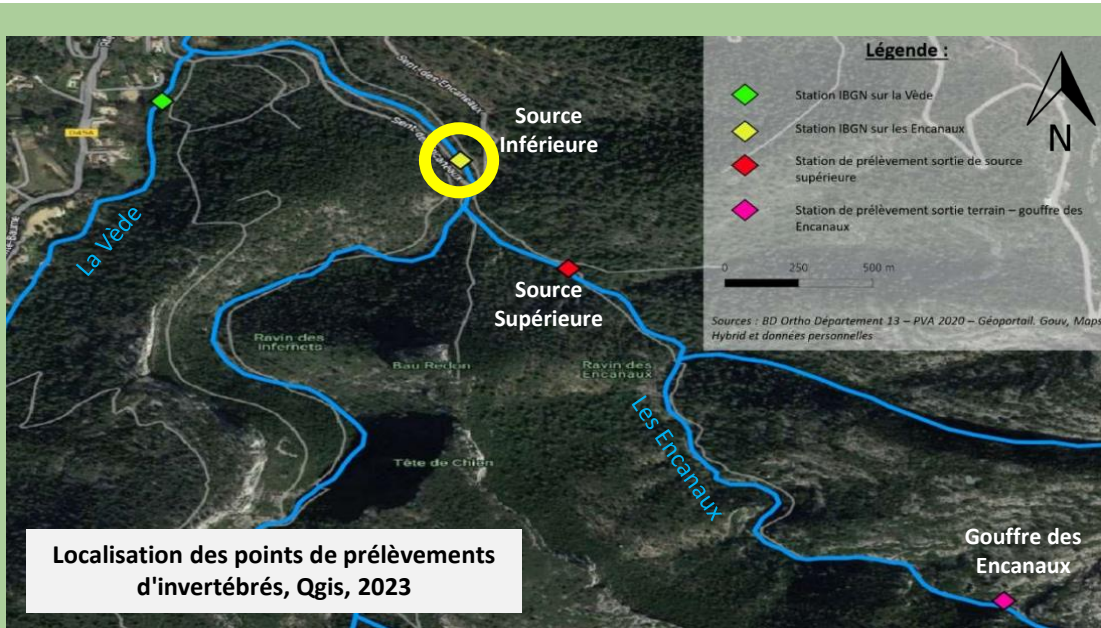 Légende :
Station IBGN sur la Vède
Station IBGN sur les Encanaux
Station de prélèvement sortie de source
supérieure
Station de prélèvement sortie terrain – gouffre des
Encanaux
N
0 250 500 m
Sources : BD Ortho Département 13 – PVA 2020 – Géoportail. Gouv, Maps
Hybrid et données personnelles
Sent. des Encaneaux
Source
Inférieure
La Vède
Source
Supérieure
Ravin des
Infernets
Bau Redon
Ravin des
Encanaux
Les Encanaux
Tête de Chien
Gouffre des
Encanaux
Localisation des points de prélèvements
d'invertébrés, Qgis, 2023